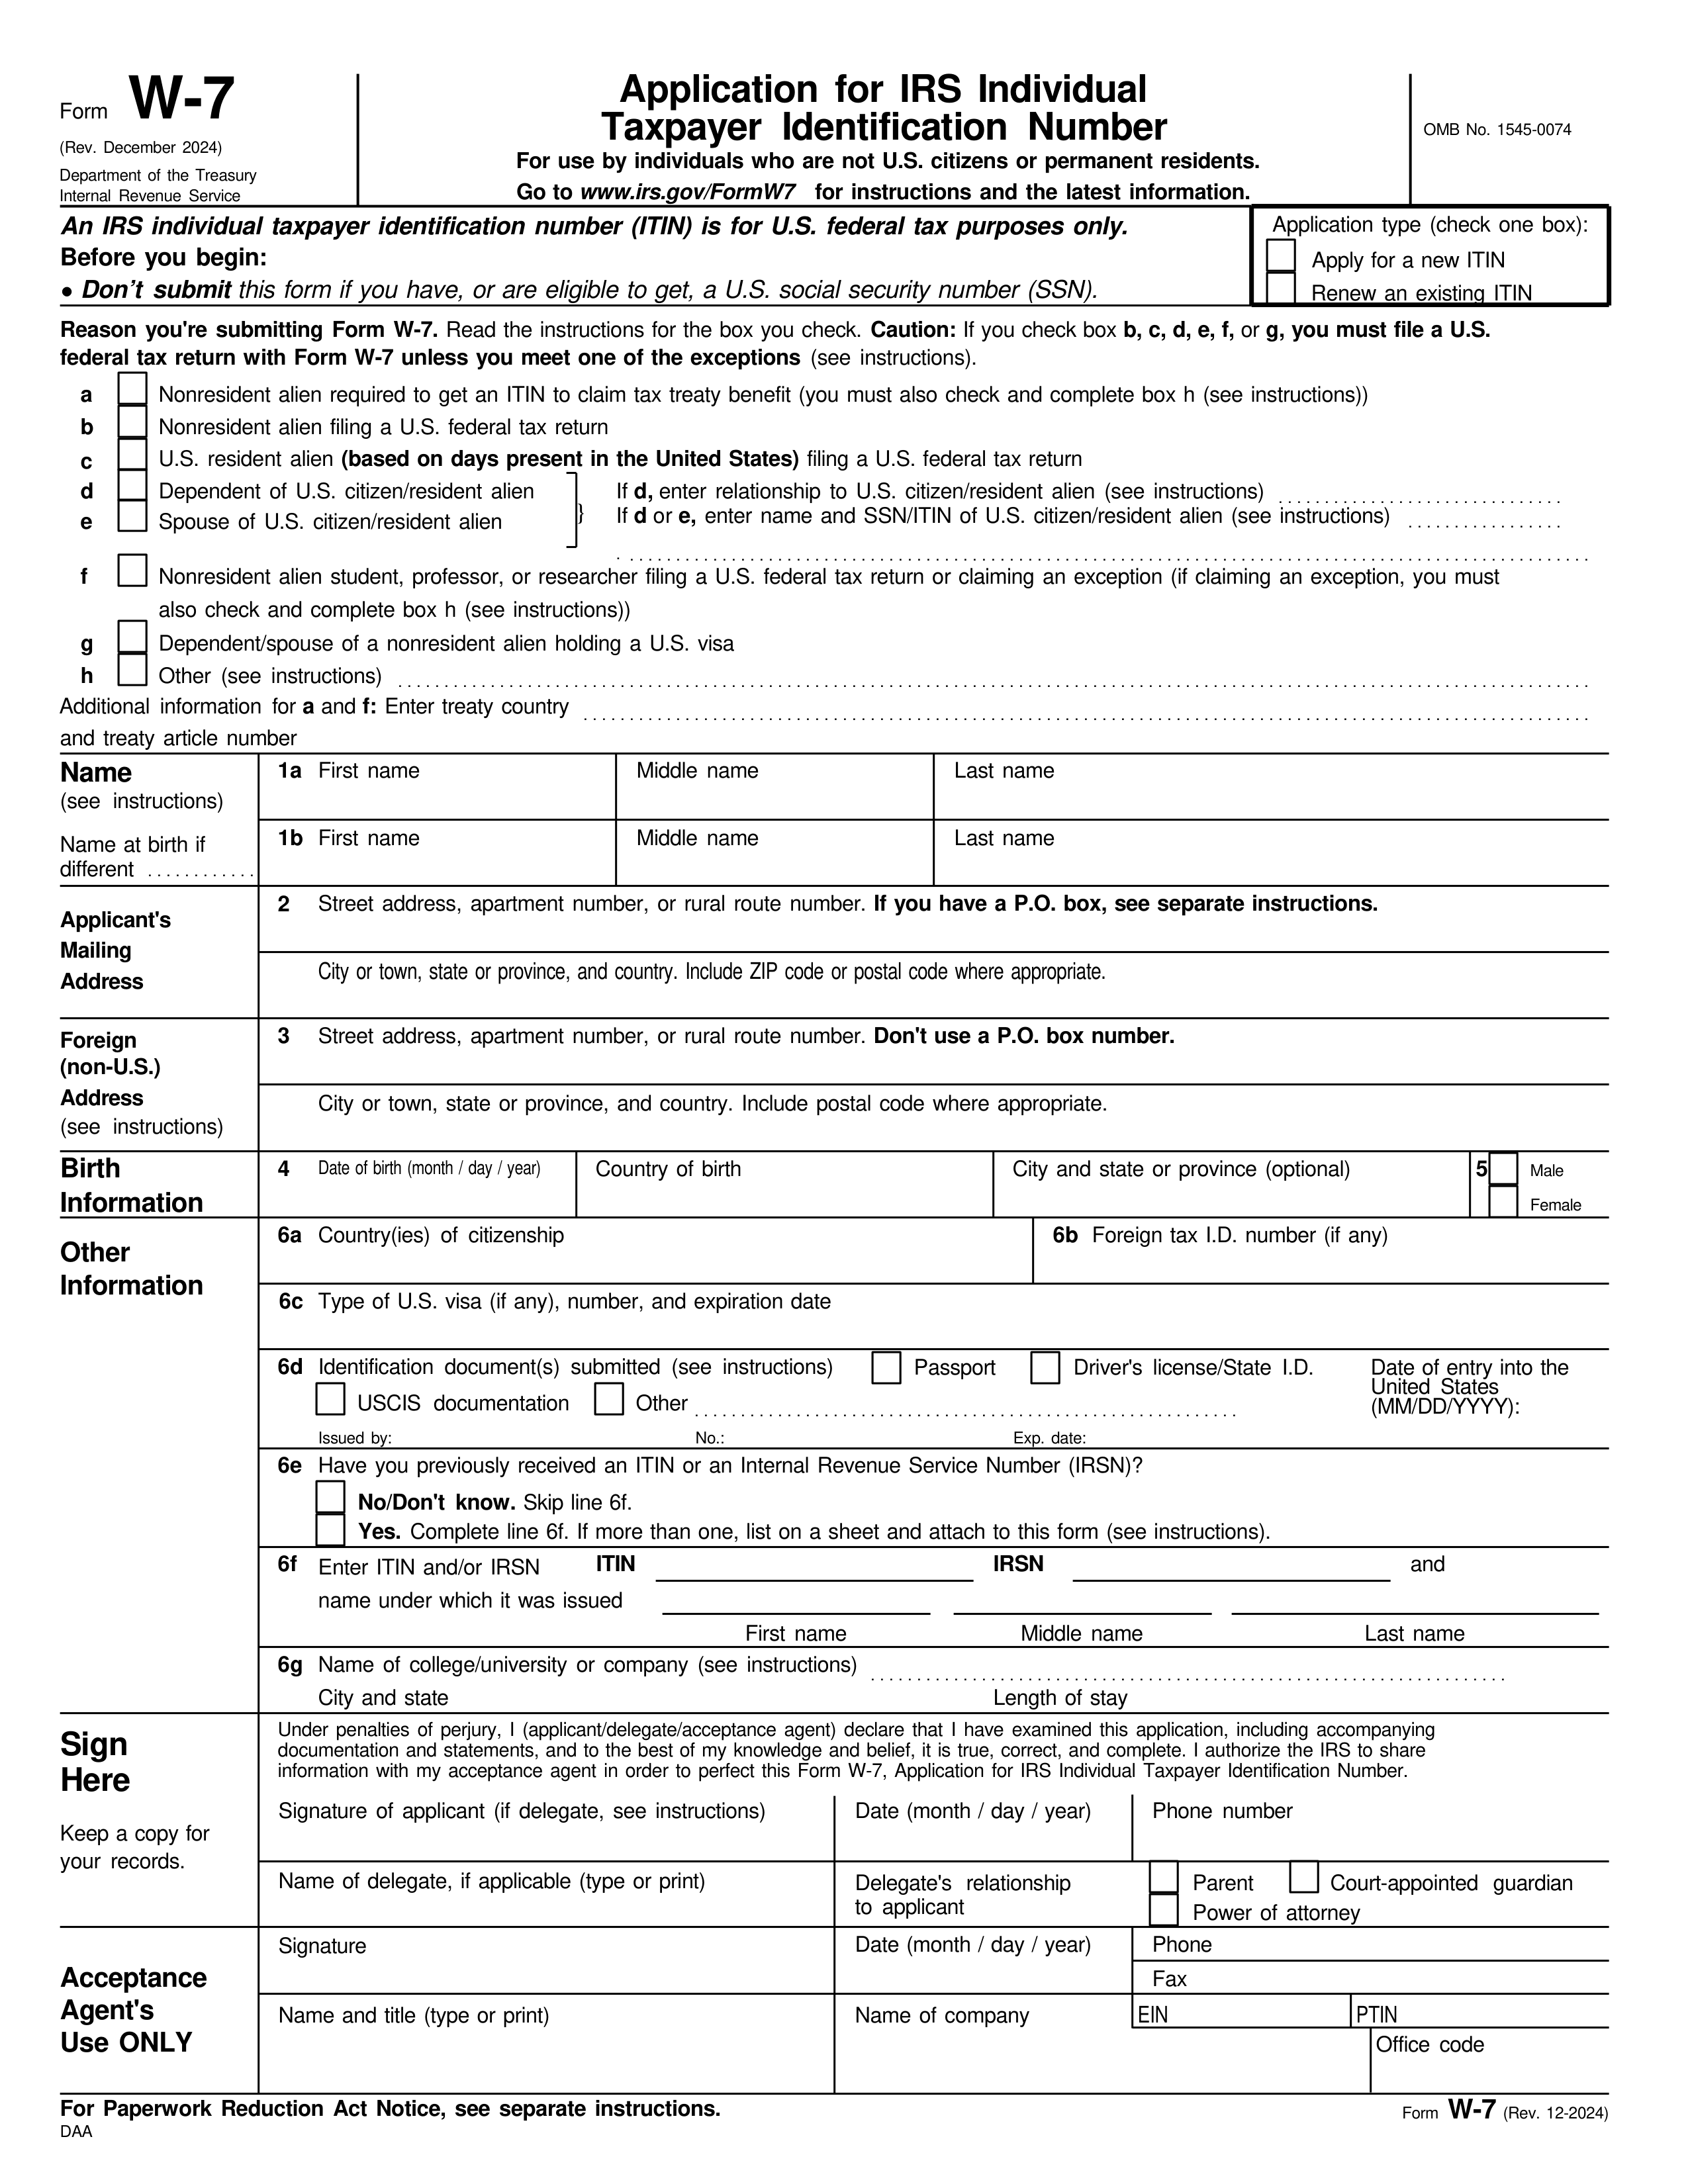 Form W-7
(Rev. December 2024)
Department of the Treasury
Internal Revenue Service
Application for IRS Individual
Taxpayer Identification Number
For use by individuals who are not U.S. citizens or permanent residents.
Go to www.irs.gov/FormW7 for instructions and the latest information.
OMB No. 1545-0074
An IRS individual taxpayer identification number (ITIN) is for U.S. federal tax purposes only.
Before you begin:
• Don’t submit this form if you have, or are eligible to get, a U.S. social security number (SSN).
Application type (check one box):
Apply for a new ITIN
Renew an existing ITIN
Reason you're submitting Form W-7. Read the instructions for the box you check. Caution: If you check box b, c, d, e, f, or g, you must file a U.S.
federal tax return with Form W-7 unless you meet one of the exceptions (see instructions).
a Nonresident alien required to get an ITIN to claim tax treaty benefit (you must also check and complete box h (see instructions))
b Nonresident alien filing a U.S. federal tax return
c U.S. resident alien (based on days present in the United States) filing a U.S. federal tax return
d Dependent of U.S. citizen/resident alien } If d, enter relationship to U.S. citizen/resident alien (see instructions)
e Spouse of U.S. citizen/resident alien If d or e, enter name and SSN/ITIN of U.S. citizen/resident alien (see instructions)
f Nonresident alien student, professor, or researcher filing a U.S. federal tax return or claiming an exception (if claiming an exception, you must
also check and complete box h (see instructions))
g Dependent/spouse of a nonresident alien holding a U.S. visa
h Other (see instructions)
Additional information for a and f: Enter treaty country
and treaty article number
Name
(see instructions)
1a First name Middle name Last name
Name at birth if
different
1b First name Middle name Last name
Applicant's
Mailing
Address
2 Street address, apartment number, or rural route number. If you have a P.O. box, see separate instructions.
City or town, state or province, and country. Include ZIP code or postal code where appropriate.
Foreign
(non-U.S.)
Address
(see instructions)
3 Street address, apartment number, or rural route number. Don't use a P.O. box number.
City or town, state or province, and country. Include postal code where appropriate.
Birth
Information
4 Date of birth (month / day / year) Country of birth City and state or province (optional) 5 Male
Female
Other
Information
6a Country(ies) of citizenship 6b Foreign tax I.D. number (if any)
6c Type of U.S. visa (if any), number, and expiration date
6d Identification document(s) submitted (see instructions) Passport Driver's license/State I.D.
USCIS documentation Other
Date of entry into the
United States
(MM/DD/YYYY):
Issued by: No.: Exp. date:
6e Have you previously received an ITIN or an Internal Revenue Service Number (IRSN)?
No/Don't know. Skip line 6f.
Yes. Complete line 6f. If more than one, list on a sheet and attach to this form (see instructions).
6f Enter ITIN and/or IRSN ITIN IRSN and
name under which it was issued
First name Middle name Last name
6g Name of college/university or company (see instructions)
City and state Length of stay
Sign
Here
Keep a copy for
your records.
Under penalties of perjury, I (applicant/delegate/acceptance agent) declare that I have examined this application, including accompanying
documentation and statements, and to the best of my knowledge and belief, it is true, correct, and complete. I authorize the IRS to share
information with my acceptance agent in order to perfect this Form W-7, Application for IRS Individual Taxpayer Identification Number.
Signature of applicant (if delegate, see instructions) Date (month / day / year) Phone number
Name of delegate, if applicable (type or print)
Delegate's relationship
to applicant
Parent Court-appointed guardian
Power of attorney
Acceptance
Agent's
Use ONLY
Signature Date (month / day / year) Phone
Fax
Name and title (type or print) Name of company EIN PTIN
Office code
For Paperwork Reduction Act Notice, see separate instructions.
Form W-7 (Rev. 12-2024)
DAA